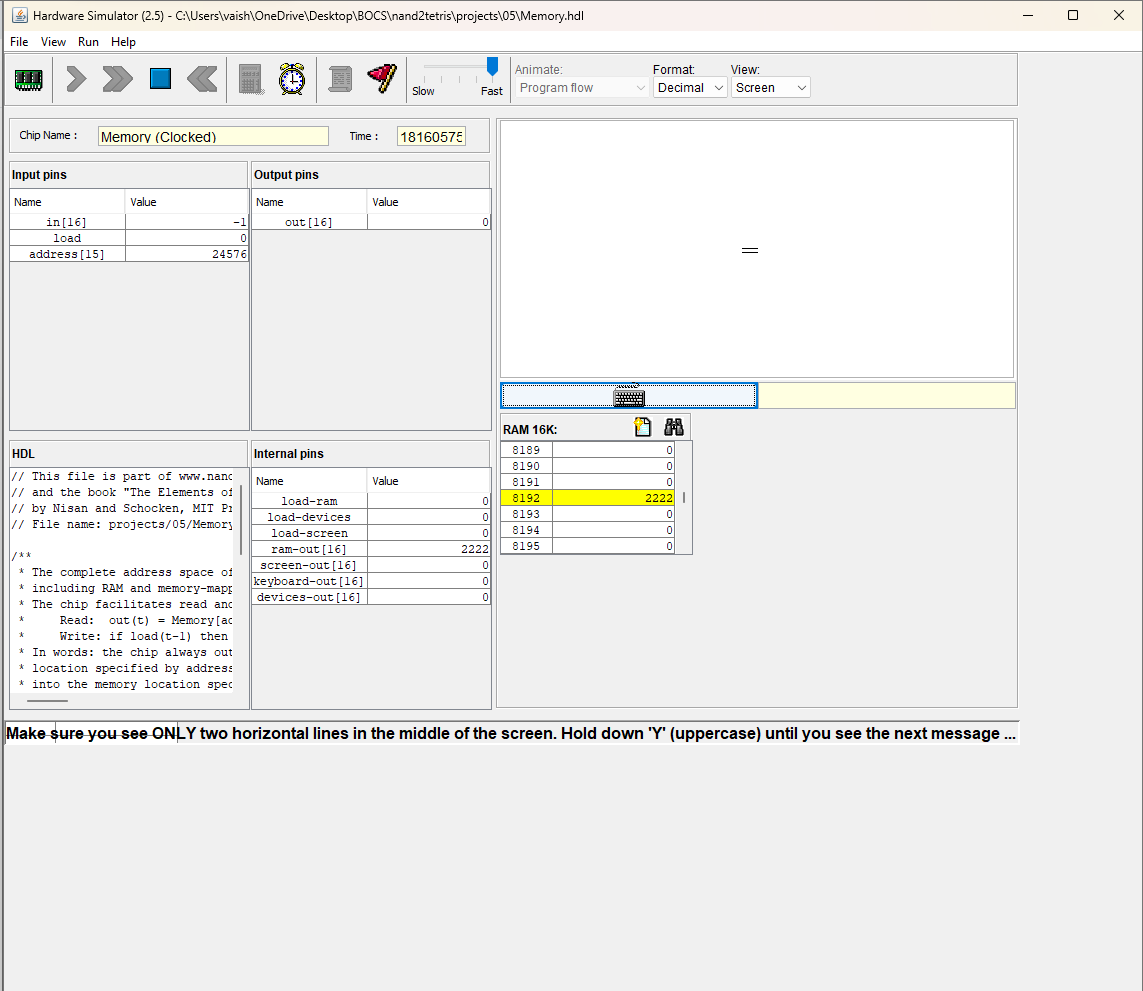 Hardware Simulator (2.5) - C:\Users\vaish\OneDrive\Desktop\BOCS\nand2tetris\projects\05\Memory.hdl
File View Run Help
Slow Fast
Animate:
Program flow
Format:
Decimal
View:
Screen
Chip Name : Memory (Clocked) Time : 18160575
Input pins
Name Value
in[16] -1
load 0
address[15] 24576
Output pins
Name Value
out[16] 0
HDL
// This file is part of www.nand
// and the book "The Elements of
// by Nisan and Schocken, MIT Pr
// File name: projects/05/Memory
/**
* The complete address space of
* including RAM and memory-mapp
* The chip facilitates read and
* Read: out(t) = Memory[ad
* Write: if load(t-1) then
* In words: the chip always out
* location specified by address
* into the memory location spec
Internal pins
Name Value
load-ram 0
load-devices 0
load-screen 0
ram-out[16] 2222
screen-out[16] 0
keyboard-out[16] 0
devices-out[16] 0
RAM 16K:
8189 0
8190 0
8191 0
8192 2222
8193 0
8194 0
8195 0
Make sure you see ONLY two horizontal lines in the middle of the screen. Hold down 'Y' (uppercase) until you see the next message ...